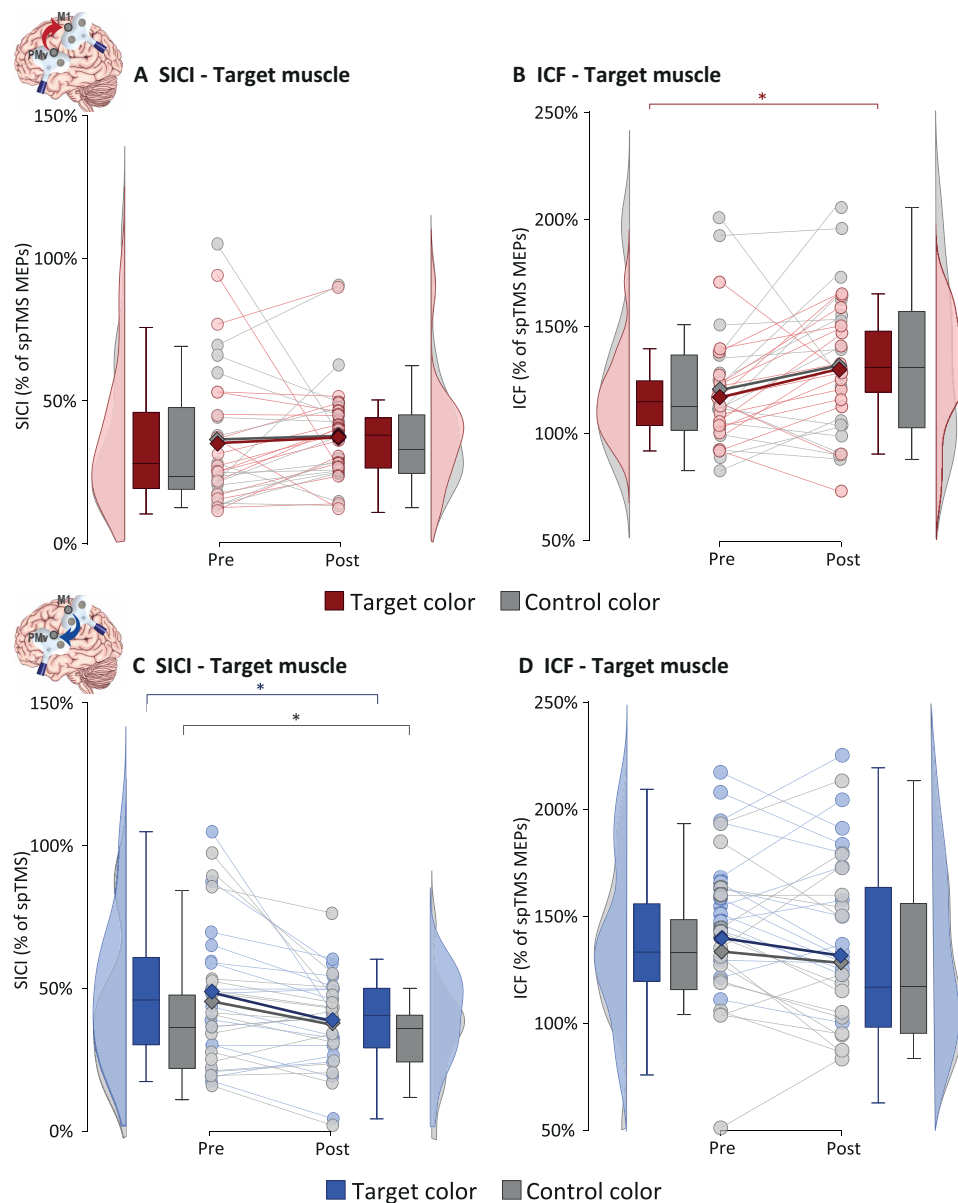 M1
PMv
A SICI - Target muscle
B ICF - Target muscle
150%
100%
50%
0%
SICI (% of spTMS MEPs)
Pre
Post
*
250%
200%
150%
100%
50%
ICF (% of spTMS MEPs)
Pre
Post
Target color
Control color
M1
PMv
C SICI - Target muscle
D ICF - Target muscle
*
*
150%
100%
50%
0%
SICI (% of spTMS)
Pre
Post
250%
200%
150%
100%
50%
ICF (% of spTMS MEPs)
Pre
Post
Target color
Control color